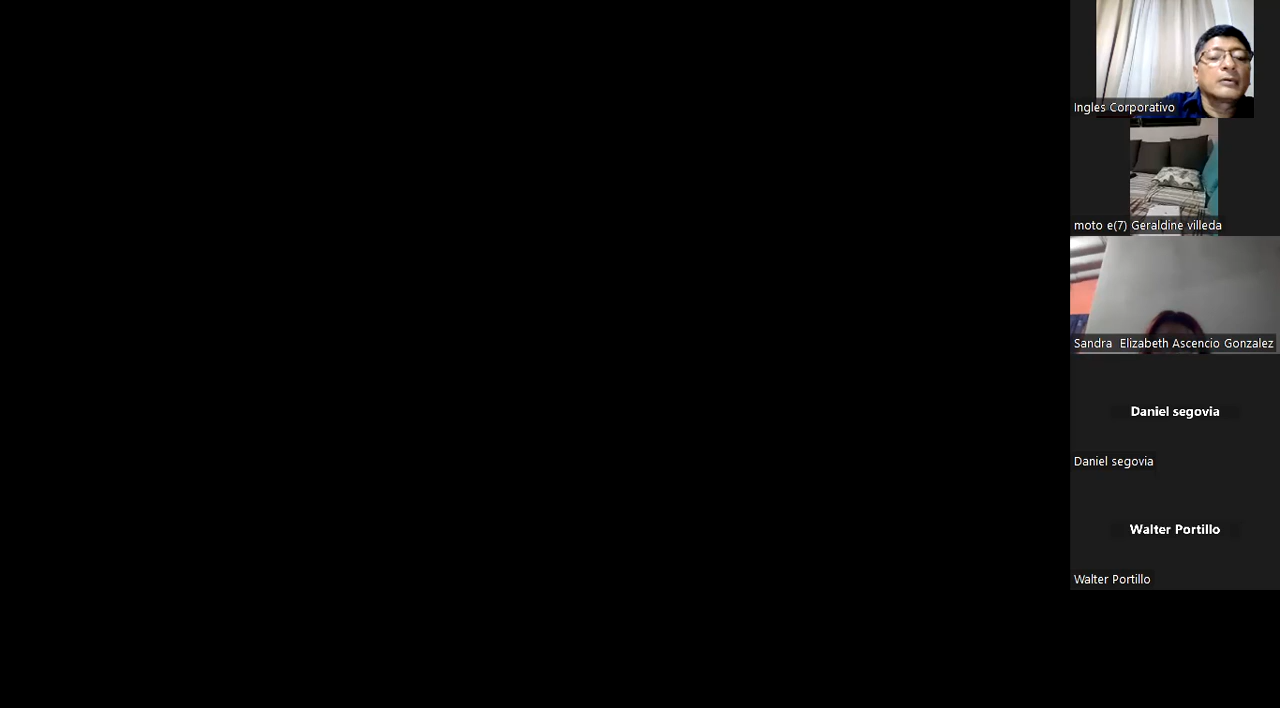 Ingles Corporativo
moto e(7) Geraldine villeda
Sandra  Elizabeth Ascencio Gonzalez
Daniel segovia
Daniel segovia
Walter Portillo
Walter Portillo